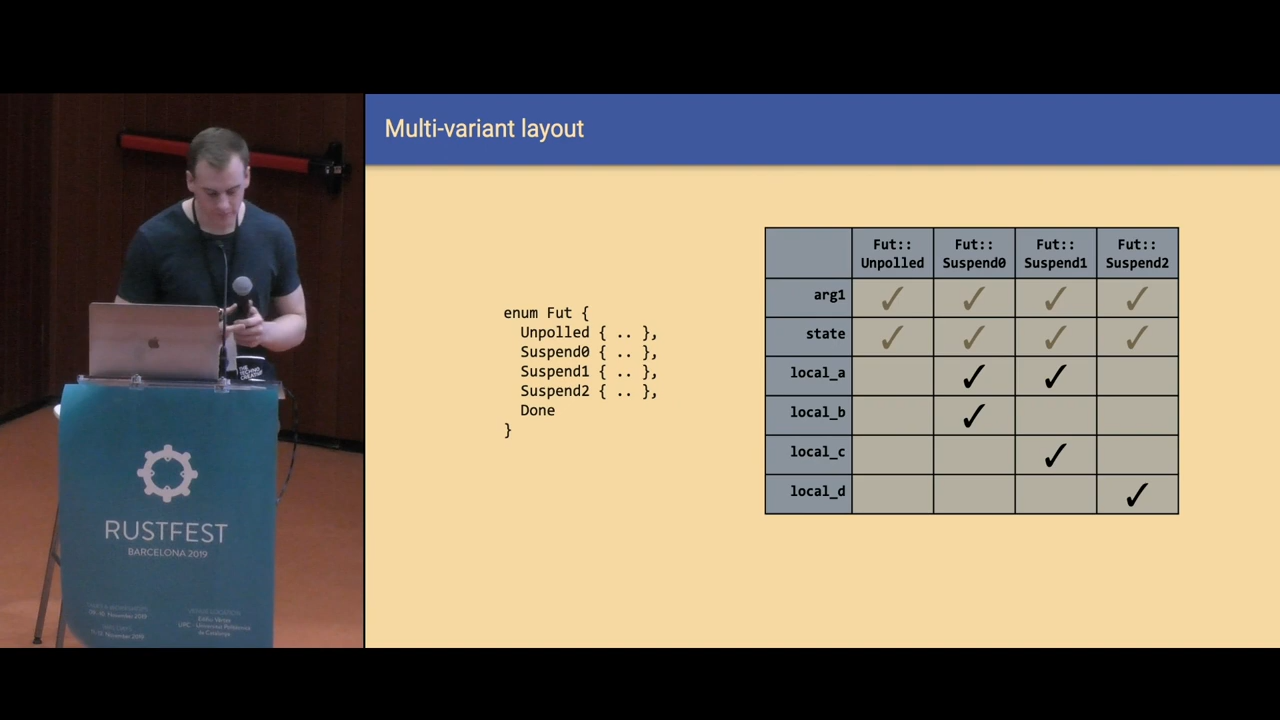 Multi-variant layout
enum Fut {
Unpolled { .. },
Suspend0 { .. },
Suspend1 { .. },
Suspend2 { .. },
Done
}
Fut:: Fut:: Fut:: Fut::
Unpolled Suspend0 Suspend1 Suspend2
arg1 ✓ ✓ ✓ ✓
state ✓ ✓ ✓ ✓
local_a ✓ ✓
local_b ✓
local_c ✓
local_d ✓
RUSTFEST
BARCELONA 2019